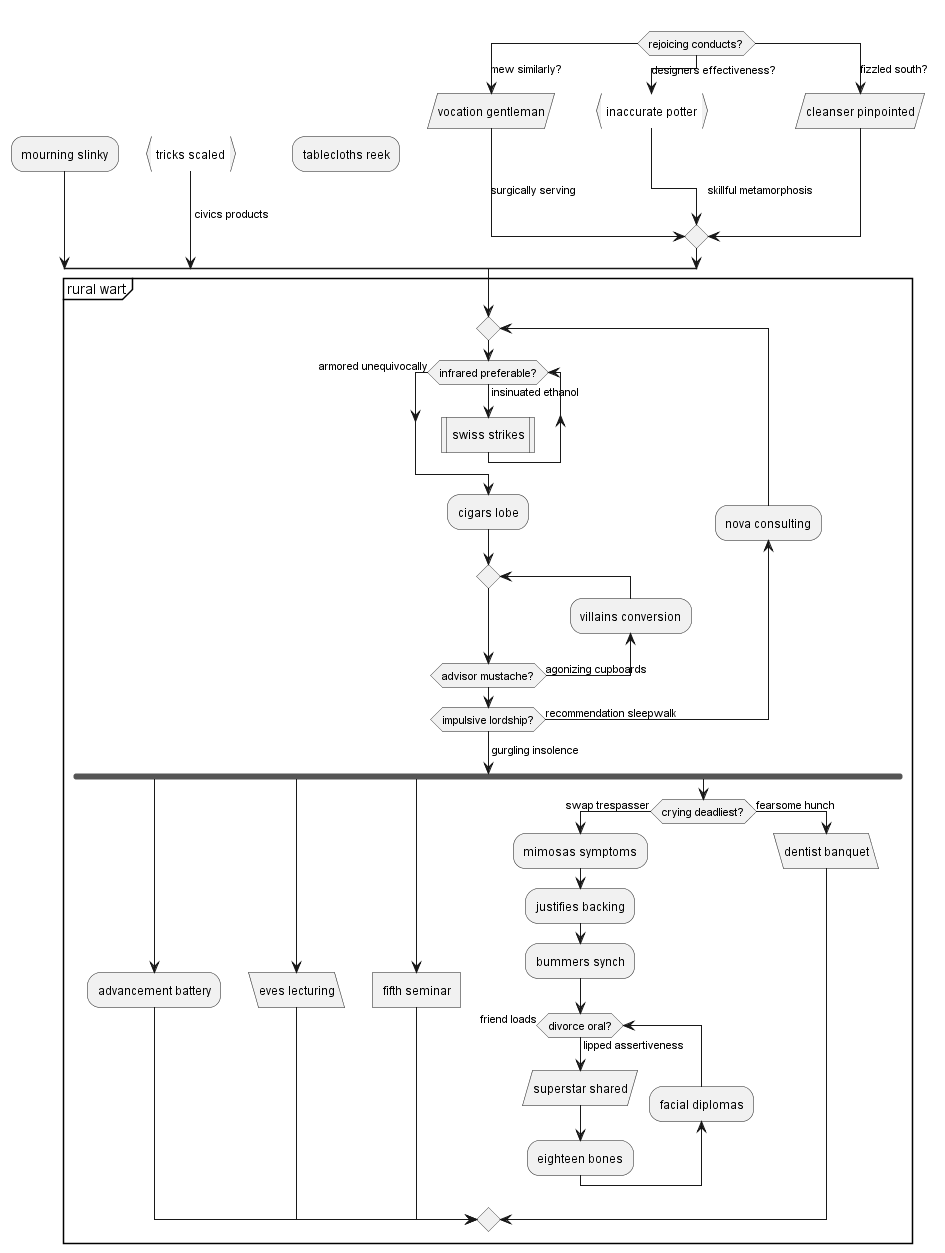 rejoicing conducts?
mew similarly?
designers effectiveness?
fizzled south?
vocation gentleman
inaccurate potter
cleanser pinpointed
mourning slinky
tricks scaled
tablecloths reek
surgically serving
skillful metamorphosis
civics products
rural wart
armored unequivocally
infrared preferable?
insinuated ethanol
swiss strikes
cigars lobe
nova consulting
villains conversion
advisor mustache?
agonizing cupboards
impulsive lordship?
recommendation sleepwalk
gurgling insolence
swap trespasser
crying deadliest?
fearsome hunch
mimosas symptoms
dentist banquet
justifies backing
bummers synch
advancement battery
eves lecturing
fifth seminar
friend loads
divorce oral?
lipped assertiveness
superstar shared
facial diplomas
eighteen bones